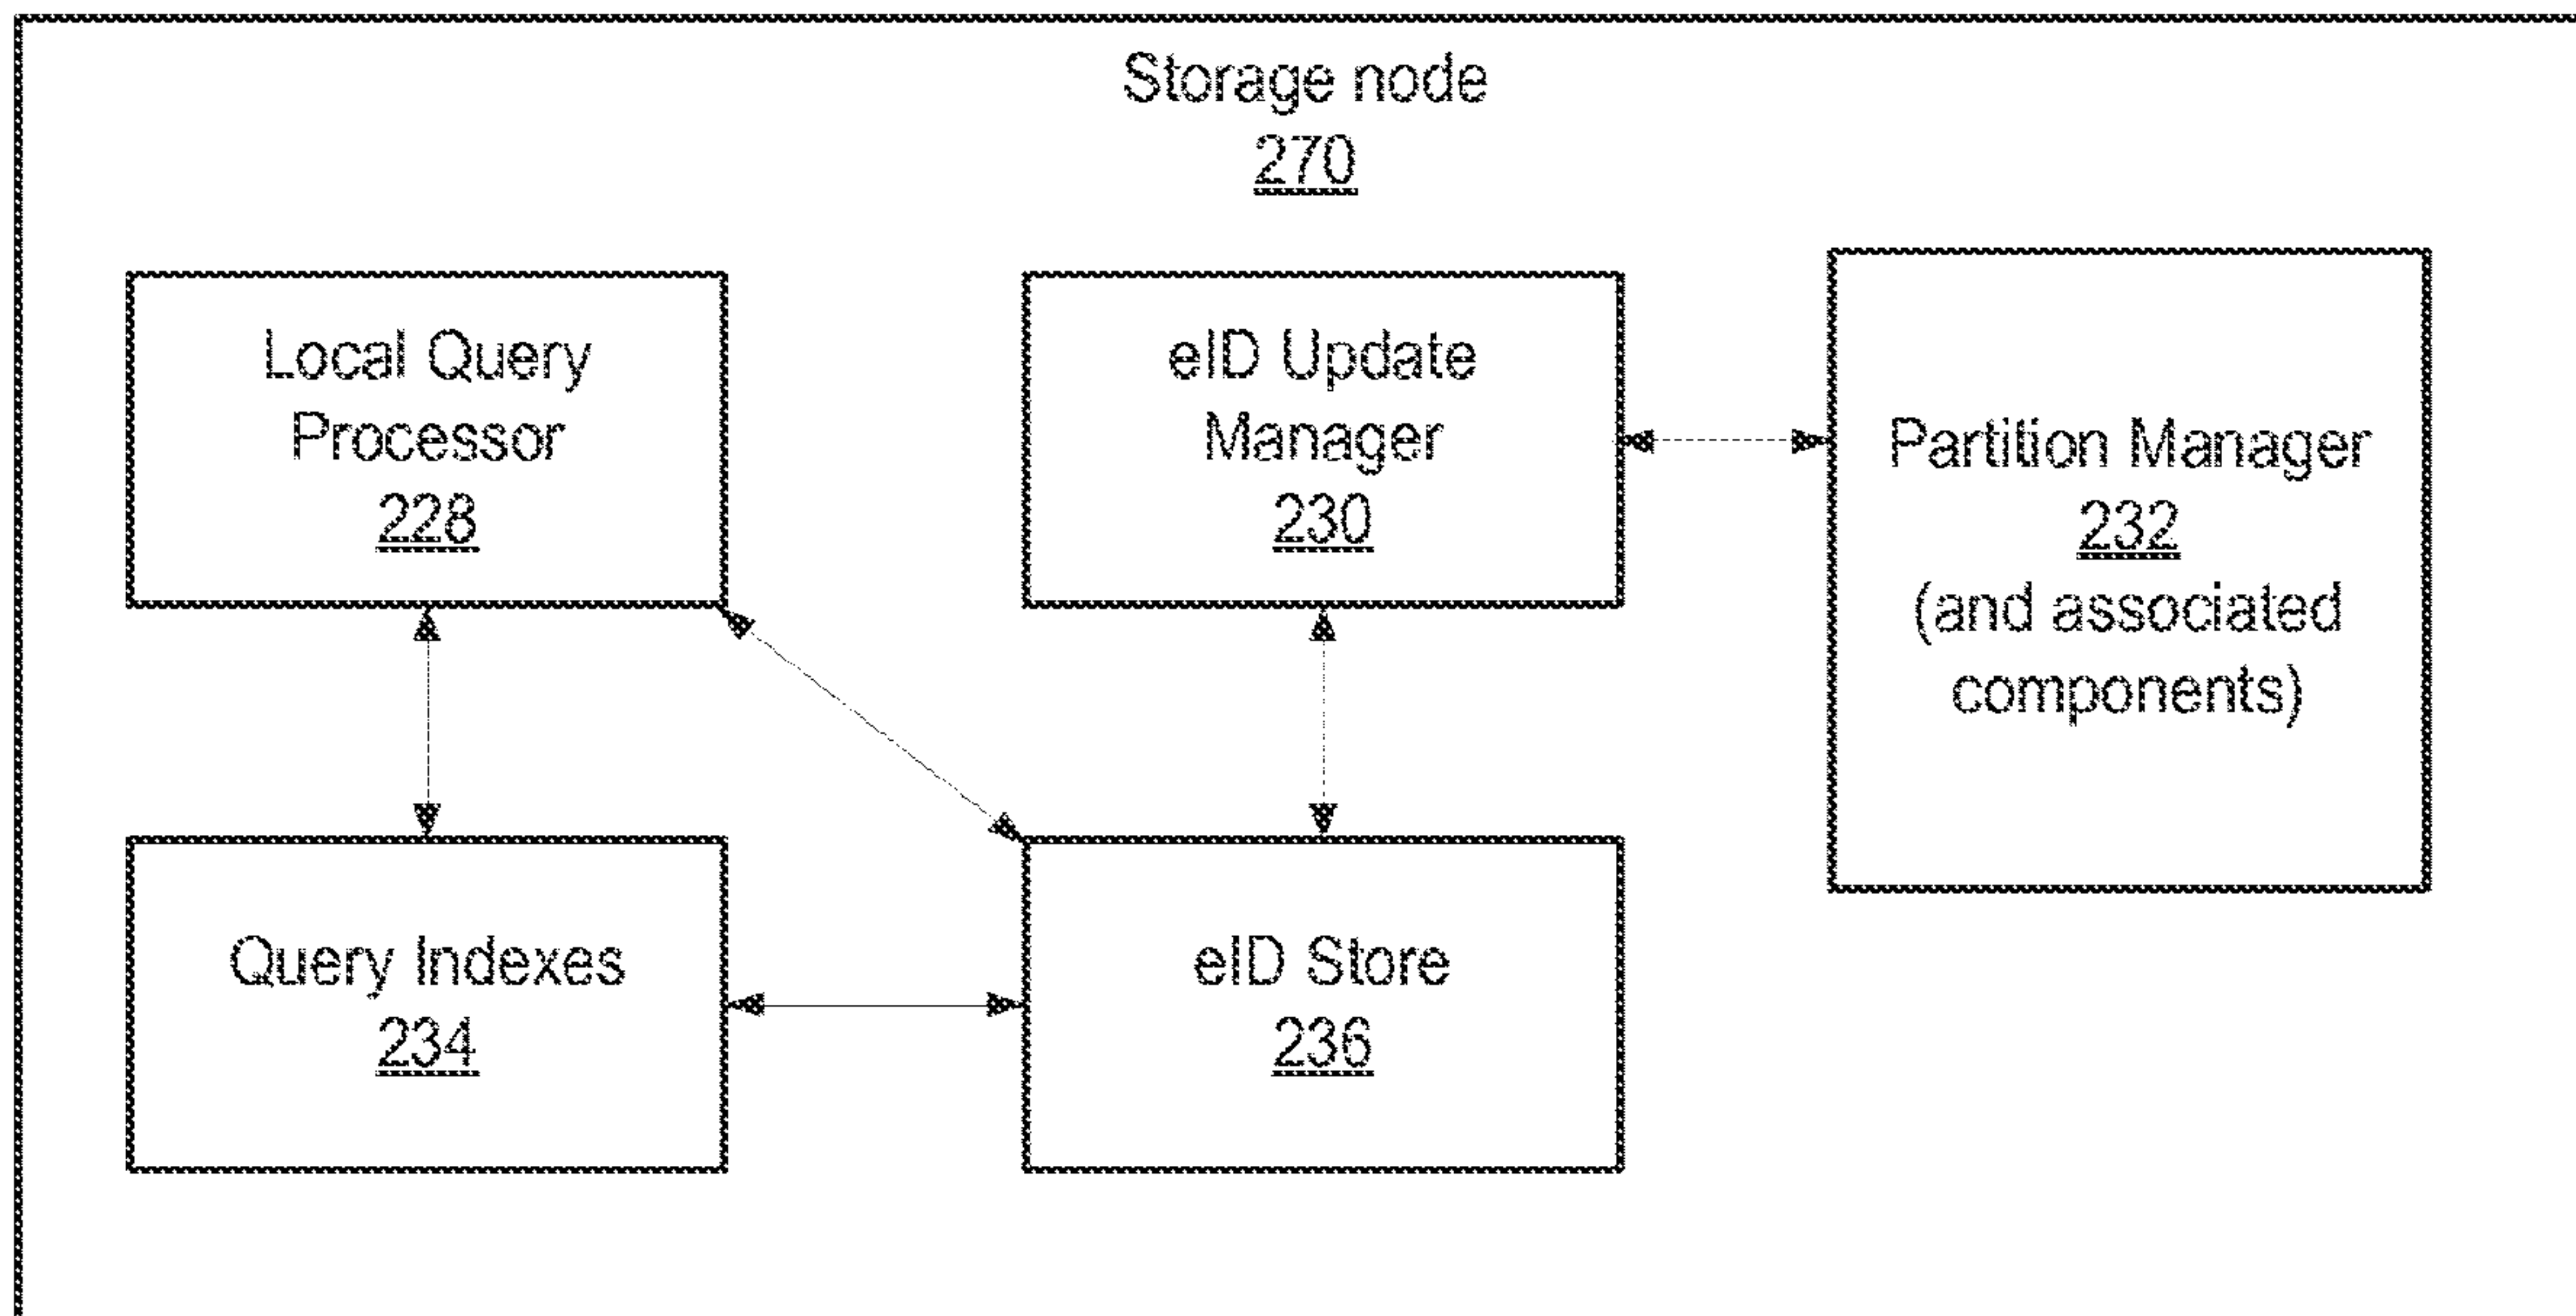 Storage node
270
Local Query
Processor
228
eID Update
Manager
230
Partition Manager
232
(and associated
components)
Query Indexes
234
eID Store
236